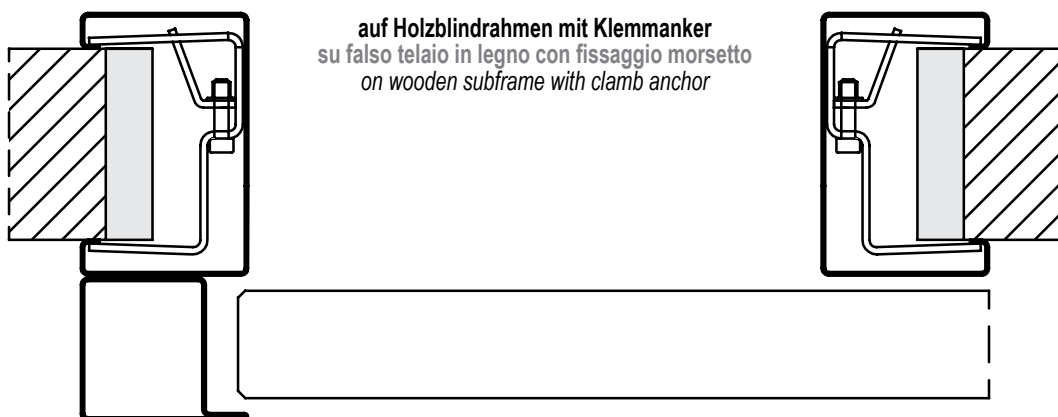 auf Holzblindrahmen mit Klemmanker
su falso telaio in legno con fissaggio morsetto
on wooden subframe with clamb anchor